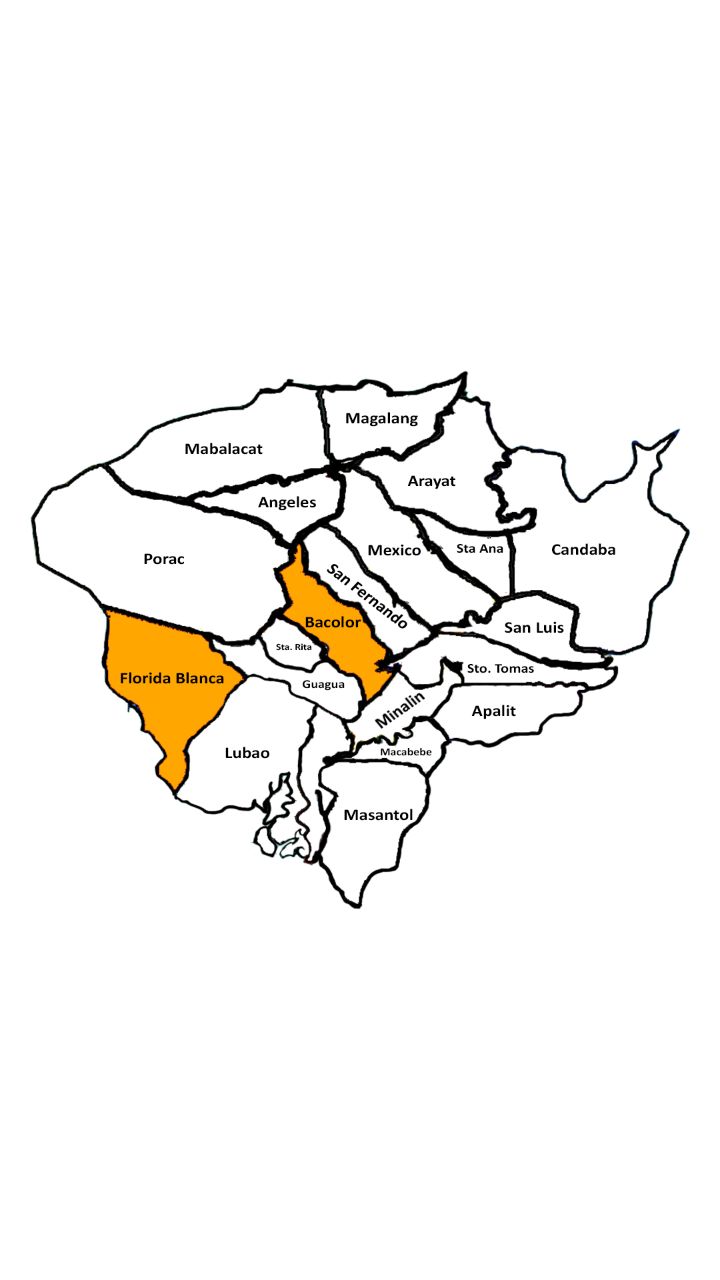 Magalang
Mabalacat
Arayat
Angeles
Mexico
Sta Ana
Candaba
Porac
San Fernando
Bacolor
San Luis
Sta. Rita
Sto. Tomas
Florida Blanca
Guagua
Minalin
Apalit
Lubao
Macabebe
Masantol